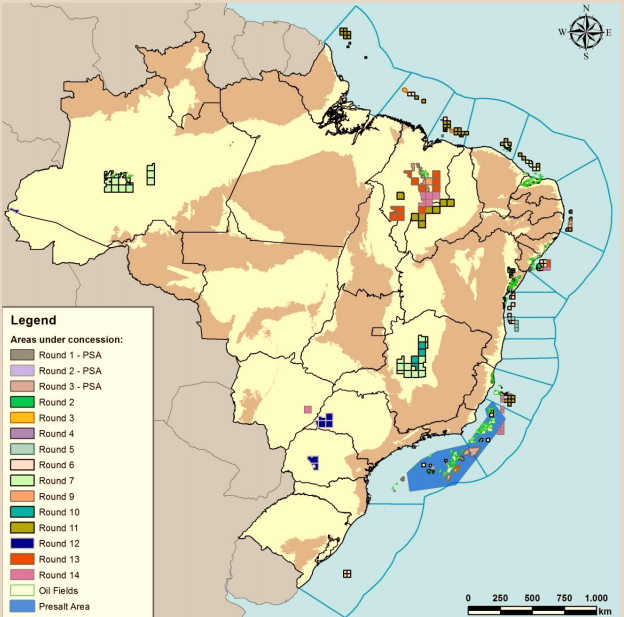 N
W E
S
Legend
Areas under concession:
Round 1 - PSA
Round 2 - PSA
Round 3 - PSA
Round 2
Round 3
Round 4
Round 5
Round 6
Round 7
Round 9
Round 10
Round 11
Round 12
Round 13
Round 14
Oil Fields
Presalt Area
0 250 500 750 1.000
km